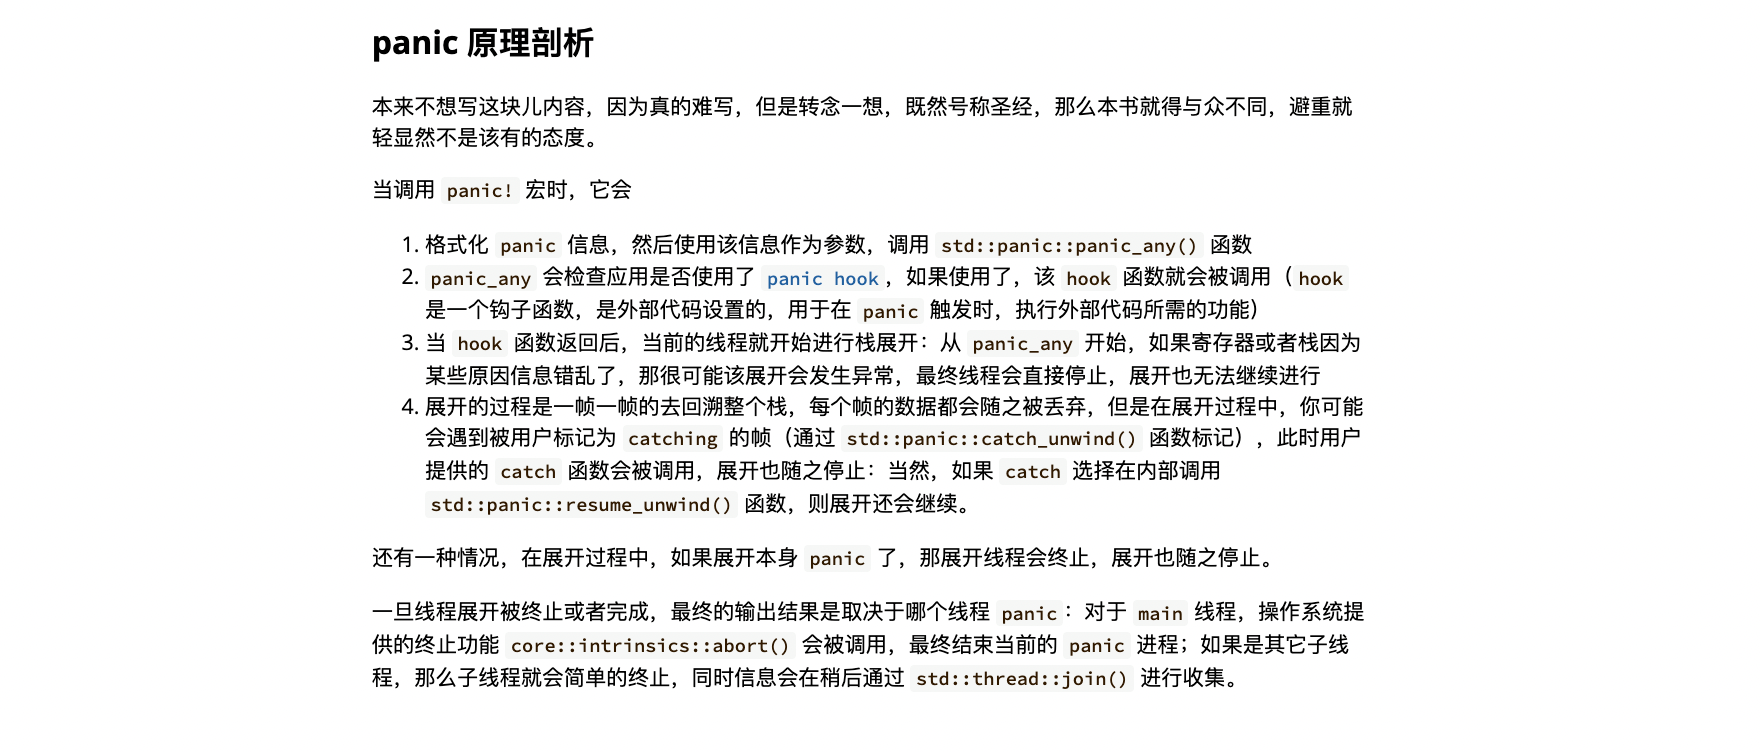 panic 原理剖析
本来不想写这块儿内容，因为真的难写，但是转念一想，既然号称圣经，那么本书就得与众不同，避重就
轻显然不是该有的态度。
当调用 panic! 宏时，它会
1. 格式化 panic 信息，然后使用该信息作为参数，调用 std::panic::panic_any() 函数
2. panic_any 会检查应用是否使用了 panic hook，如果使用了，该 hook 函数就会被调用（hook
是一个钩子函数，是外部代码设置的，用于在 panic 触发时，执行外部代码所需的功能）
3. 当 hook 函数返回后，当前的线程就开始进行栈展开：从 panic_any 开始，如果寄存器或者栈因为
某些原因信息错乱了，那很可能该展开会发生异常，最终线程会直接停止，展开也无法继续进行
4. 展开的过程是一帧一帧的去回溯整个栈，每个帧的数据都会随之被丢弃，但是在展开过程中，你可能
会遇到被用户标记为 catching 的帧（通过 std::panic::catch_unwind() 函数标记），此时用户
提供的 catch 函数会被调用，展开也随之停止：当然，如果 catch 选择在内部调用
std::panic::resume_unwind() 函数，则展开还会继续。
还有一种情况，在展开过程中，如果展开本身 panic 了，那展开线程会终止，展开也随之停止。
一旦线程展开被终止或者完成，最终的输出结果是取决于哪个线程 panic：对于 main 线程，操作系统提
供的终止功能 core::intrinsics::abort() 会被调用，最终结束当前的 panic 进程；如果是其它子线
程，那么子线程就会简单的终止，同时信息会在稍后通过 std::thread::join() 进行收集。